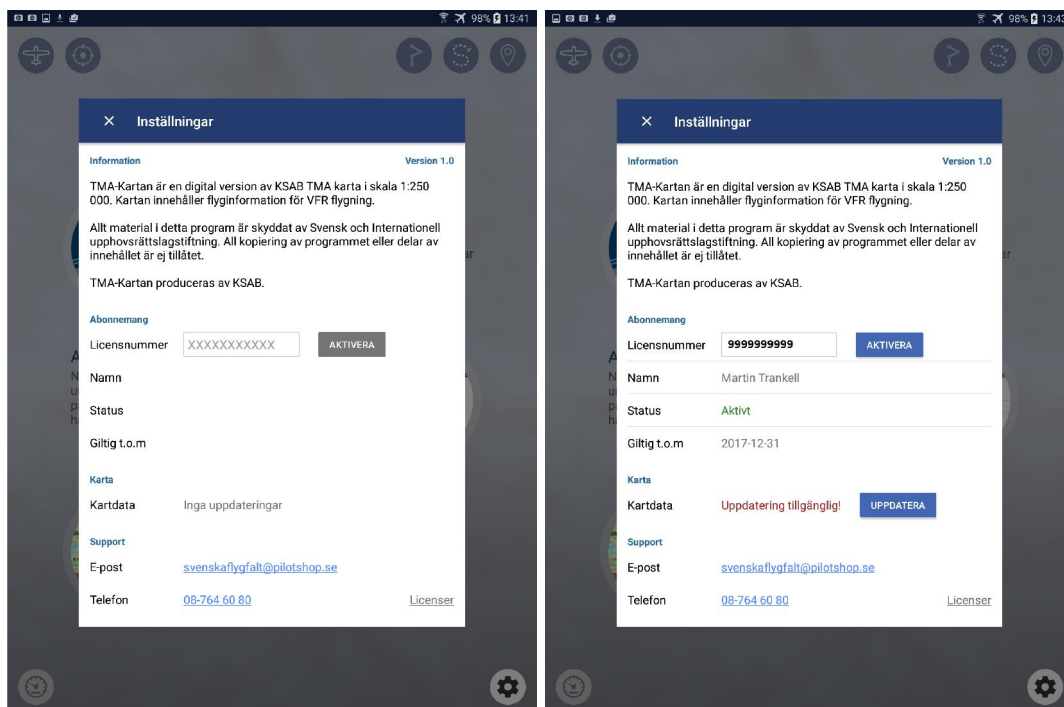 98% 13:41
Inställningar
Information Version 1.0
TMA-Kartan är en digital version av KSAB TMA karta i skala 1:250
000. Kartan innehåller flyginformation för VFR flygning.
Allt material i detta program är skyddat av Svensk och Internationell
upphovsrättslagstiftning. All kopiering av programmet eller delar av
innehållet är ej tillåtet.
TMA-Kartan produceras av KSAB.
Abonnemang
Licensnummer XXXXXXXXXXX AKTIVERA
Namn
Status
Giltig t.o.m
Karta
Kartdata Inga uppdateringar
Support
E-post svenskaflygfalt@pilotshop.se
Telefon 08-764 60 80 Licenser
98% 13:43
Inställningar
Information Version 1.0
TMA-Kartan är en digital version av KSAB TMA karta i skala 1:250
000. Kartan innehåller flyginformation för VFR flygning.
Allt material i detta program är skyddat av Svensk och Internationell
upphovsrättslagstiftning. All kopiering av programmet eller delar av
innehållet är ej tillåtet.
TMA-Kartan produceras av KSAB.
Abonnemang
Licensnummer 9999999999 AKTIVERA
Namn Martin Trankell
Status Aktivt
Giltig t.o.m 2017-12-31
Karta
Kartdata Uppdatering tillgänglig! UPPDATERA
Support
E-post svenskaflygfalt@pilotshop.se
Telefon 08-764 60 80 Licenser